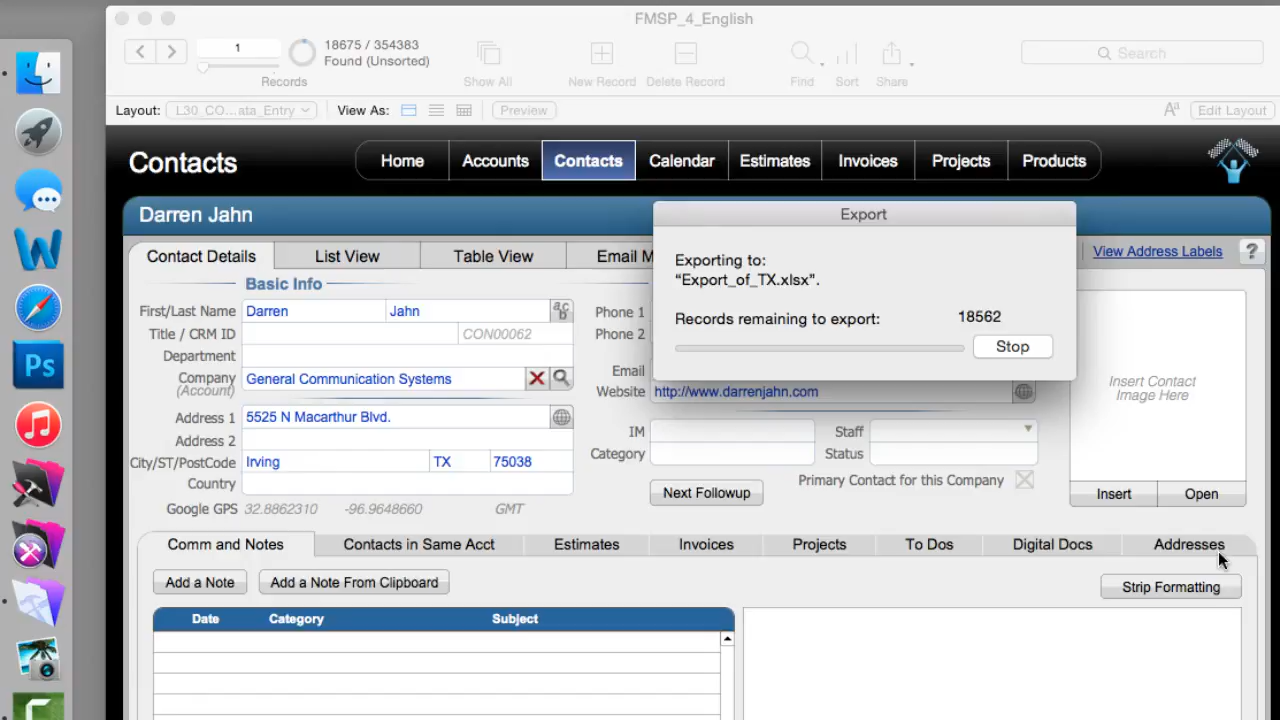 FMSP_4_English
1
18675 / 354383
Found (Unsorted)
Records
Show All
New Record
Delete Record
Find
Sort
Share
Search
Layout:
L30_CO...ata_Entry
View As:
Preview
Aa
Edit Layout
Contacts
Home
Accounts
Contacts
Calendar
Estimates
Invoices
Projects
Products
Darren Jahn
Contact Details
List View
Table View
Email M
View Address Labels
?
Export
Exporting to:
“Export_of_TX.xlsx”.
Records remaining to export: 18562
Stop
Basic Info
First/Last Name Darren Jahn
abc
Phone 1
Title / CRM ID CON00062
Phone 2
Department
Company General Communication Systems
(Account)
Email
Website http://www.darrenjahn.com
Insert Contact
Image Here
Address 1 5525 N Macarthur Blvd.
Address 2
City/ST/PostCode Irving TX 75038
Country
Google GPS 32.8862310 -96.9648660 GMT
IM
Staff
Category
Status
Primary Contact for this Company
Next Followup
Insert
Open
Comm and Notes
Contacts in Same Acct
Estimates
Invoices
Projects
To Dos
Digital Docs
Addresses
Add a Note
Add a Note From Clipboard
Strip Formatting
Date
Category
Subject
W
Ps